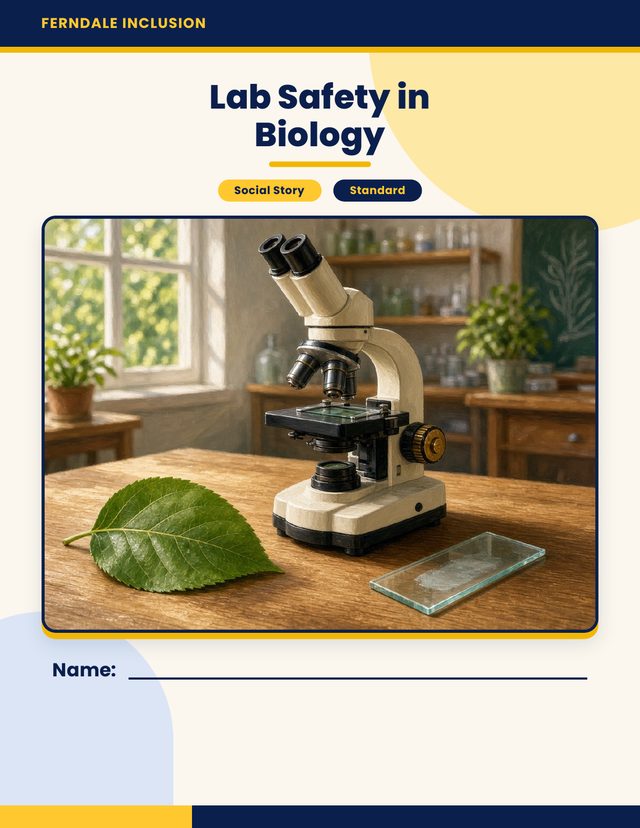 FERNDALE INCLUSION
Lab Safety in
Biology
Social Story
Standard
Name: